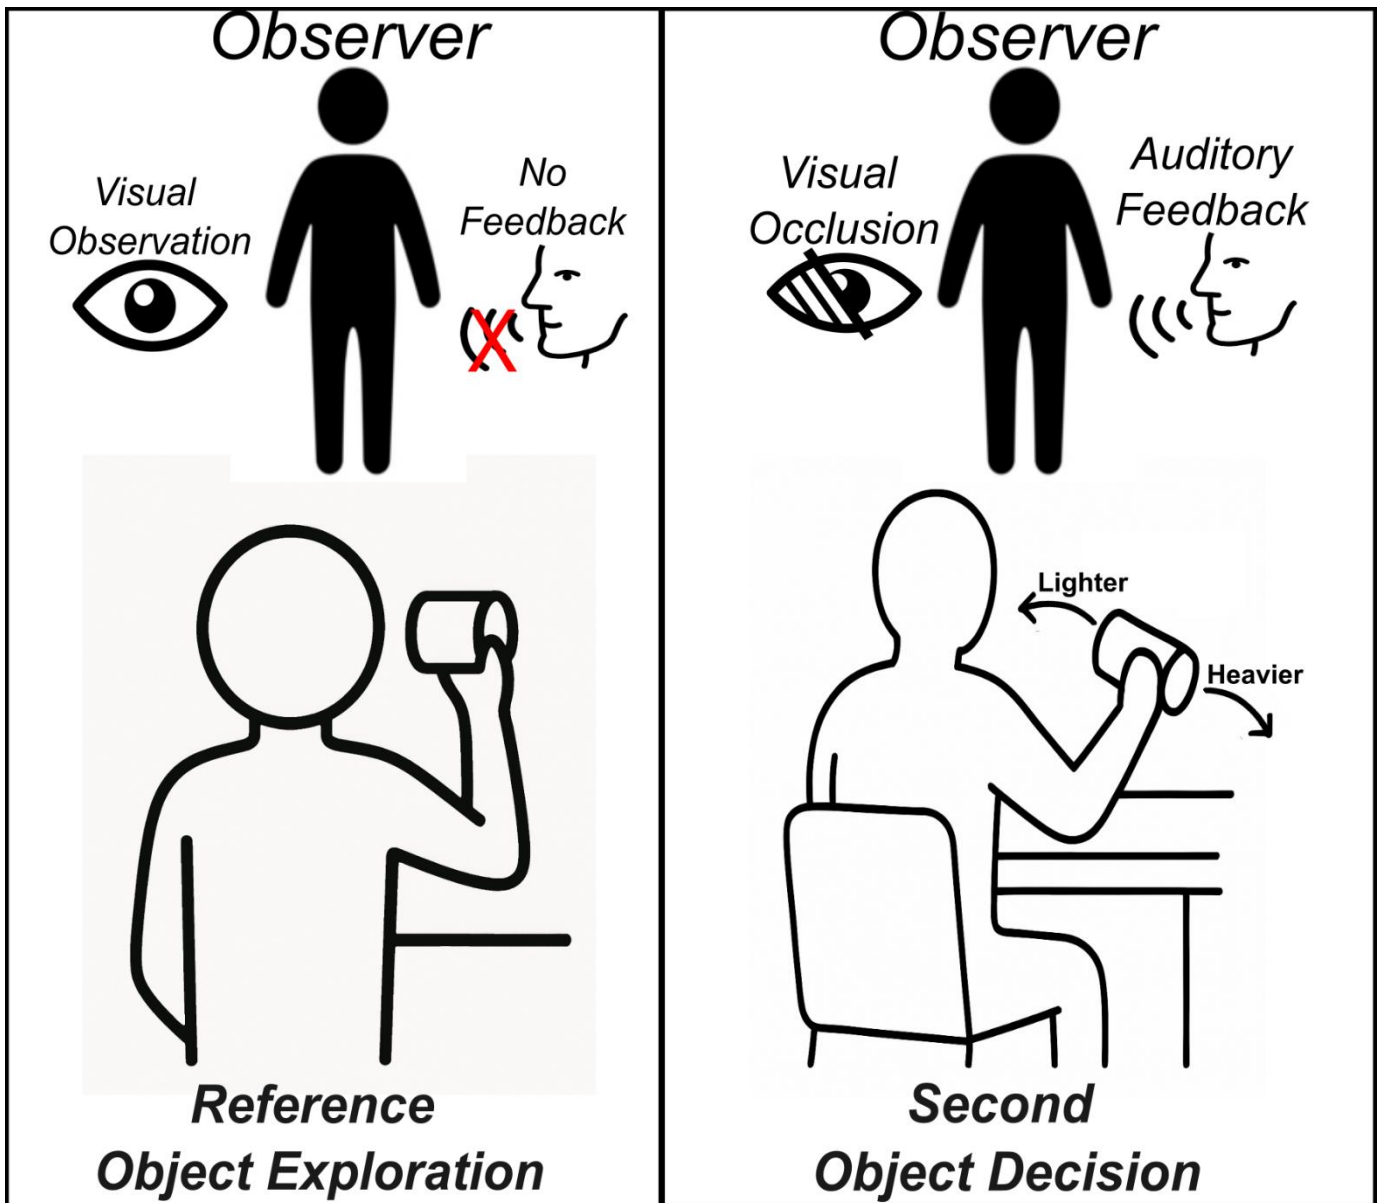 Observer
Visual
Observation
No
Feedback
Reference
Object Exploration
Observer
Visual
Occlusion
Auditory
Feedback
Lighter
Heavier
Second
Object Decision